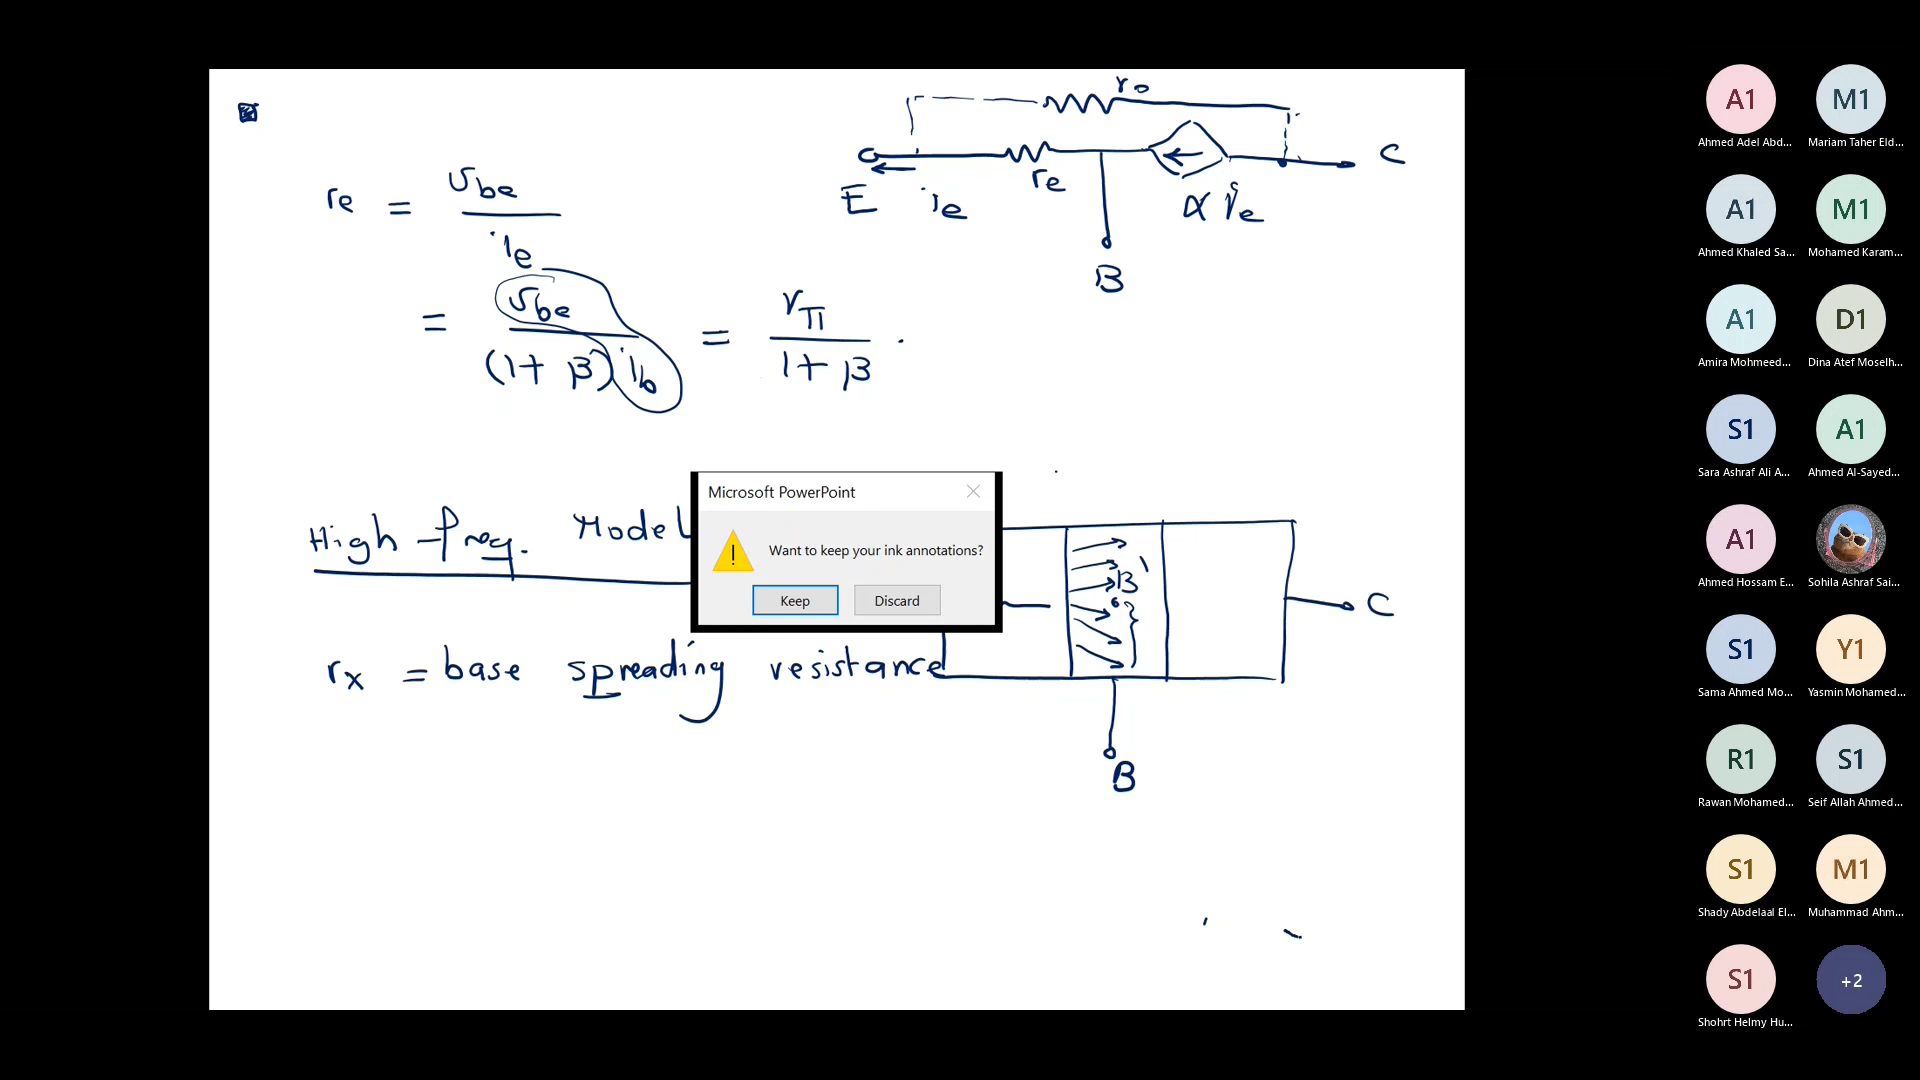 ro
re = υbe / ie
E ie re α ie C
B
= υbe / (1+ β) ib = rπ / 1+ β .
High freq. Model
rx = base spreading resistance
B'
C
B
Microsoft PowerPoint
Want to keep your ink annotations?
Keep Discard
A1 M1
Ahmed Adel Abd... Mariam Taher Eld...
A1 M1
Ahmed Khaled Sa... Mohamed Karam...
A1 D1
Amira Mohmeed... Dina Atef Moselh...
S1 A1
Sara Ashraf Ali A... Ahmed Al-Sayed...
A1
Ahmed Hossam E... Sohila Ashraf Sai...
S1 Y1
Sama Ahmed Mo... Yasmin Mohamed...
R1 S1
Rawan Mohamed... Seif Allah Ahmed...
S1 M1
Shady Abdelaal El... Muhammad Ahm...
S1 +2
Shohrt Helmy Hu...